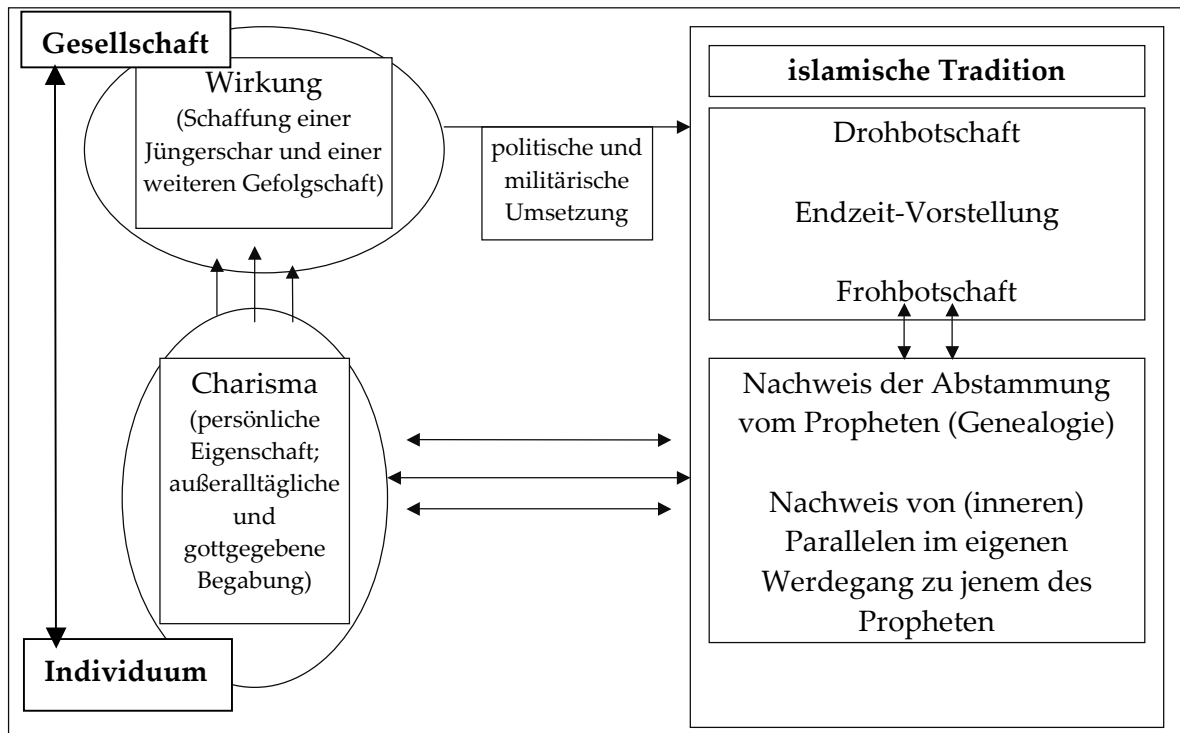 Gesellschaft
Wirkung
(Schaffung einer
Jüngerschar und einer
weiteren Gefolgschaft)
politische und
militärische
Umsetzung
islamische Tradition
Drohbotschaft
Endzeit-Vorstellung
Frohbotschaft
Charisma
(persönliche
Eigenschaft;
außeralltägliche
und
gottgegebene
Begabung)
Nachweis der Abstammung
vom Propheten (Genealogie)
Nachweis von (inneren)
Parallelen im eigenen
Werdegang zu jenem des
Propheten
Individuum